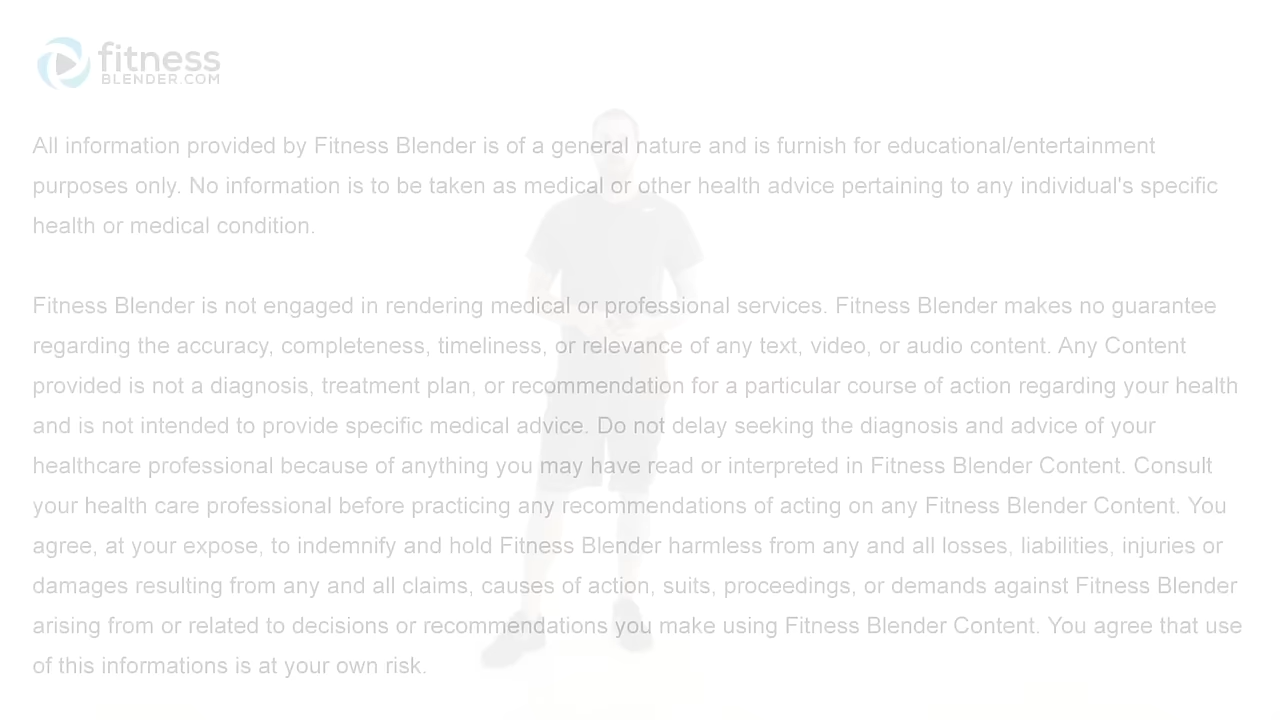 fitness
BLENDER.COM
All information provided by Fitness Blender is of a general nature and is furnish for educational/entertainment
purposes only. No information is to be taken as medical or other health advice pertaining to any individual's specific
health or medical condition.
Fitness Blender is not engaged in rendering medical or professional services. Fitness Blender makes no guarantee
regarding the accuracy, completeness, timeliness, or relevance of any text, video, or audio content. Any Content
provided is not a diagnosis, treatment plan, or recommendation for a particular course of action regarding your health
and is not intended to provide specific medical advice. Do not delay seeking the diagnosis and advice of your
healthcare professional because of anything you may have read or interpreted in Fitness Blender Content. Consult
your health care professional before practicing any recommendations of acting on any Fitness Blender Content. You
agree, at your expose, to indemnify and hold Fitness Blender harmless from any and all losses, liabilities, injuries or
damages resulting from any and all claims, causes of action, suits, proceedings, or demands against Fitness Blender
arising from or related to decisions or recommendations you make using Fitness Blender Content. You agree that use
of this informations is at your own risk.